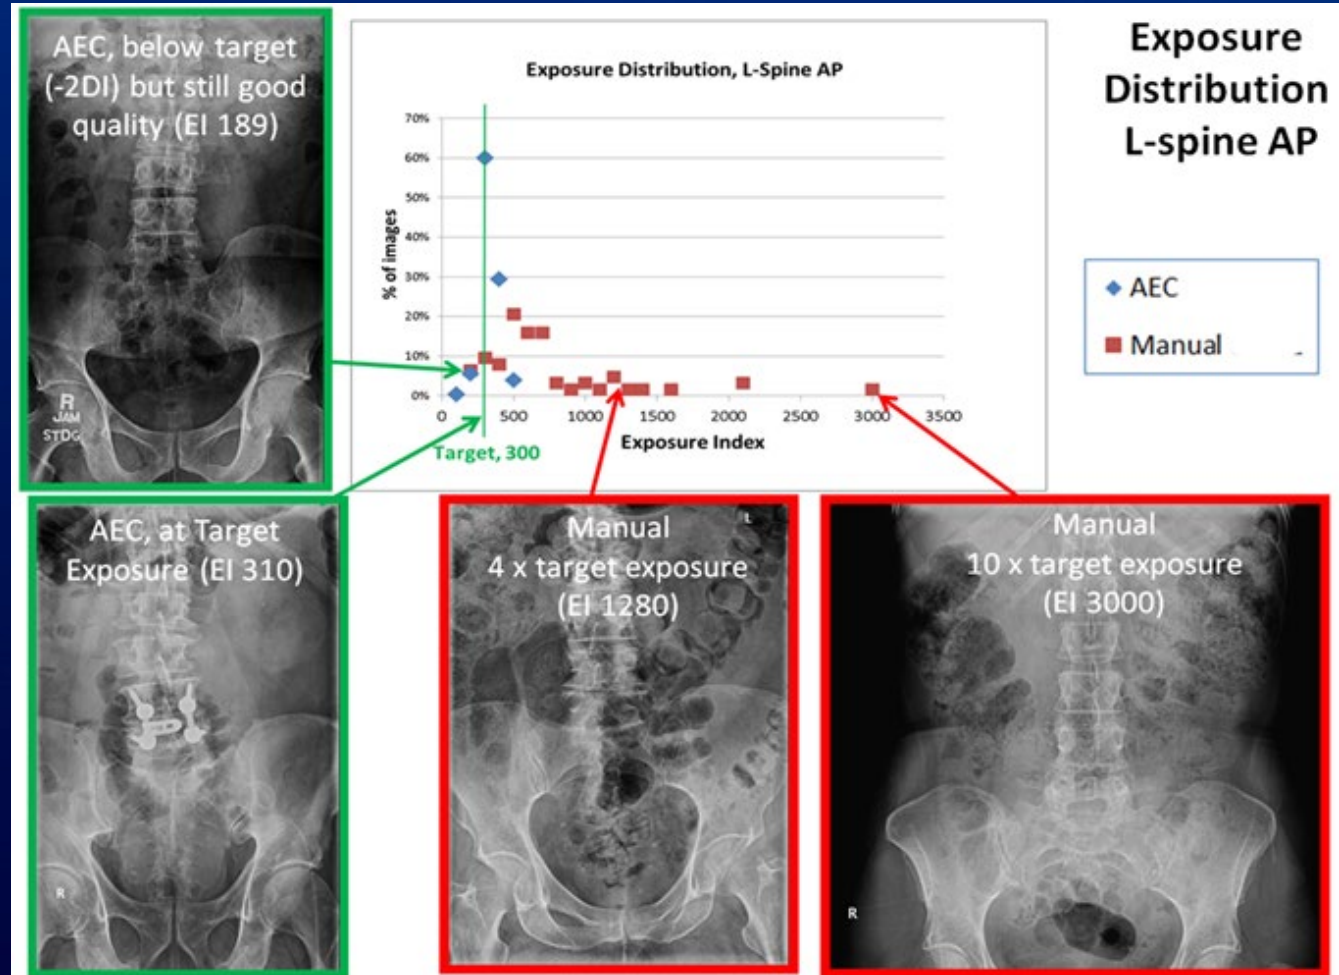 AEC, below target
(-2DI) but still good
quality (EI 189)
R
JAM
STDG
Exposure Distribution, L-Spine AP
% of images
70%
60%
50%
40%
30%
20%
10%
0%
0 500 1000 1500 2000 2500 3000 3500
Target, 300
Exposure Index
Exposure
Distribution
L-spine AP
AEC
Manual
AEC, at Target
Exposure (EI 310)
R
Manual
4 x target exposure
(EI 1280)
L
Manual
10 x target exposure
(EI 3000)
R